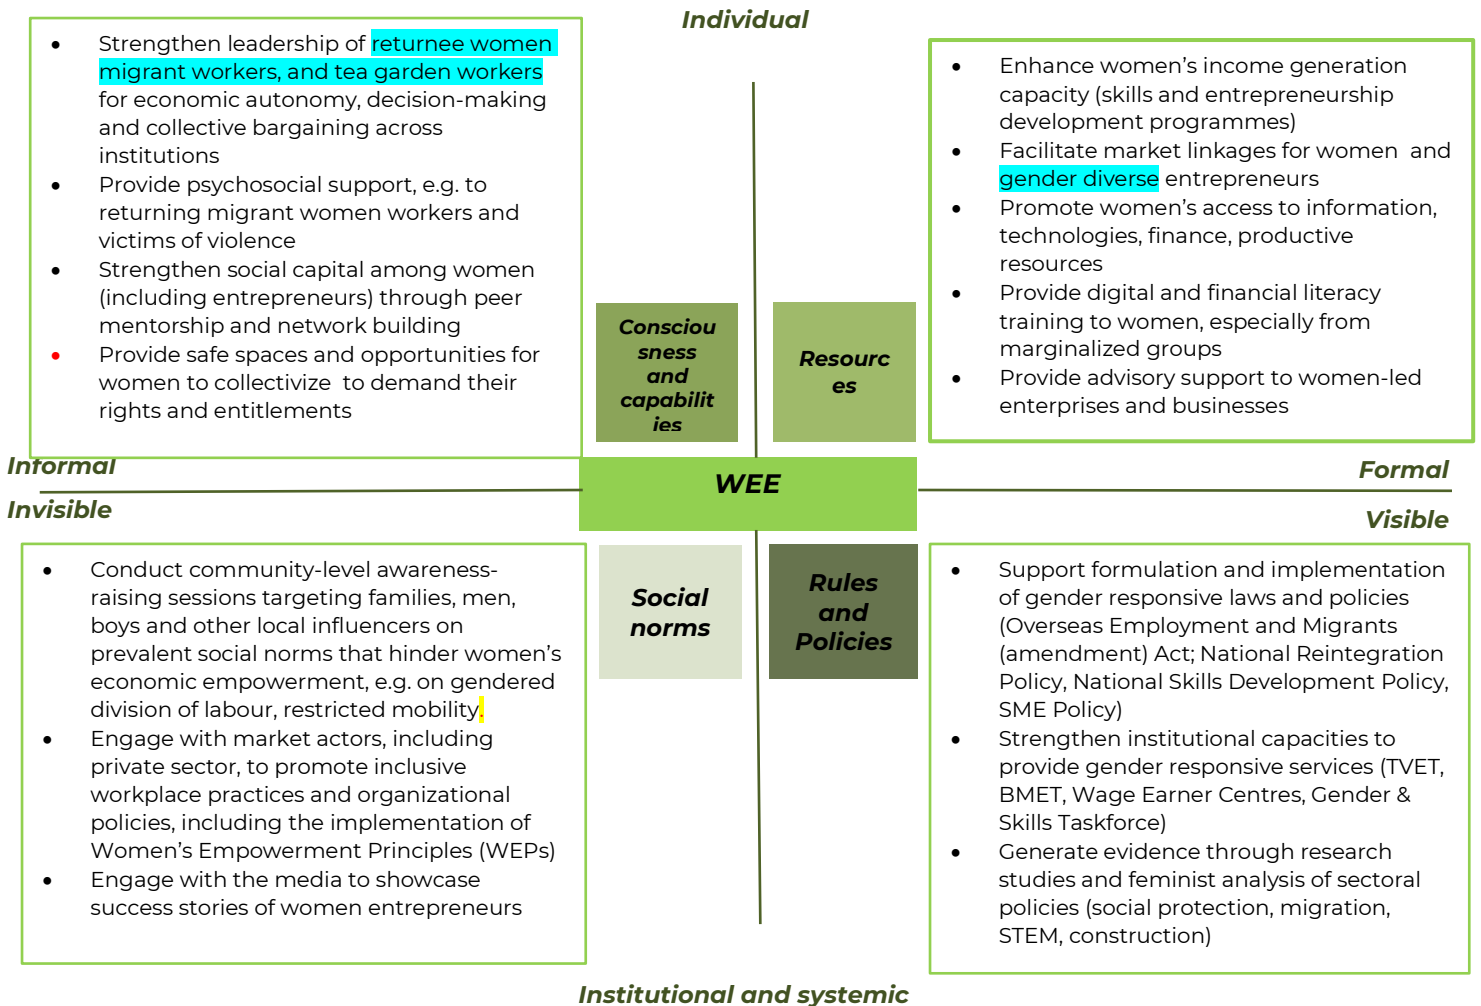 Individual
• Strengthen leadership of returnee women
migrant workers, and tea garden workers
for economic autonomy, decision-making
and collective bargaining across
institutions
• Provide psychosocial support, e.g. to
returning migrant women workers and
victims of violence
• Strengthen social capital among women
(including entrepreneurs) through peer
mentorship and network building
• Provide safe spaces and opportunities for
women to collectivize to demand their
rights and entitlements
• Enhance women’s income generation
capacity (skills and entrepreneurship
development programmes)
• Facilitate market linkages for women and
gender diverse entrepreneurs
• Promote women’s access to information,
technologies, finance, productive
resources
• Provide digital and financial literacy
training to women, especially from
marginalized groups
• Provide advisory support to women-led
enterprises and businesses
Consciou
sness
and
capabilit
ies
Resourc
es
Informal
WEE
Formal
Invisible
Visible
• Conduct community-level awareness-
raising sessions targeting families, men,
boys and other local influencers on
prevalent social norms that hinder women’s
economic empowerment, e.g. on gendered
division of labour, restricted mobility.
• Engage with market actors, including
private sector, to promote inclusive
workplace practices and organizational
policies, including the implementation of
Women’s Empowerment Principles (WEPs)
• Engage with the media to showcase
success stories of women entrepreneurs
Social
norms
Rules
and
Policies
• Support formulation and implementation
of gender responsive laws and policies
(Overseas Employment and Migrants
(amendment) Act; National Reintegration
Policy, National Skills Development Policy,
SME Policy)
• Strengthen institutional capacities to
provide gender responsive services (TVET,
BMET, Wage Earner Centres, Gender &
Skills Taskforce)
• Generate evidence through research
studies and feminist analysis of sectoral
policies (social protection, migration,
STEM, construction)
Institutional and systemic